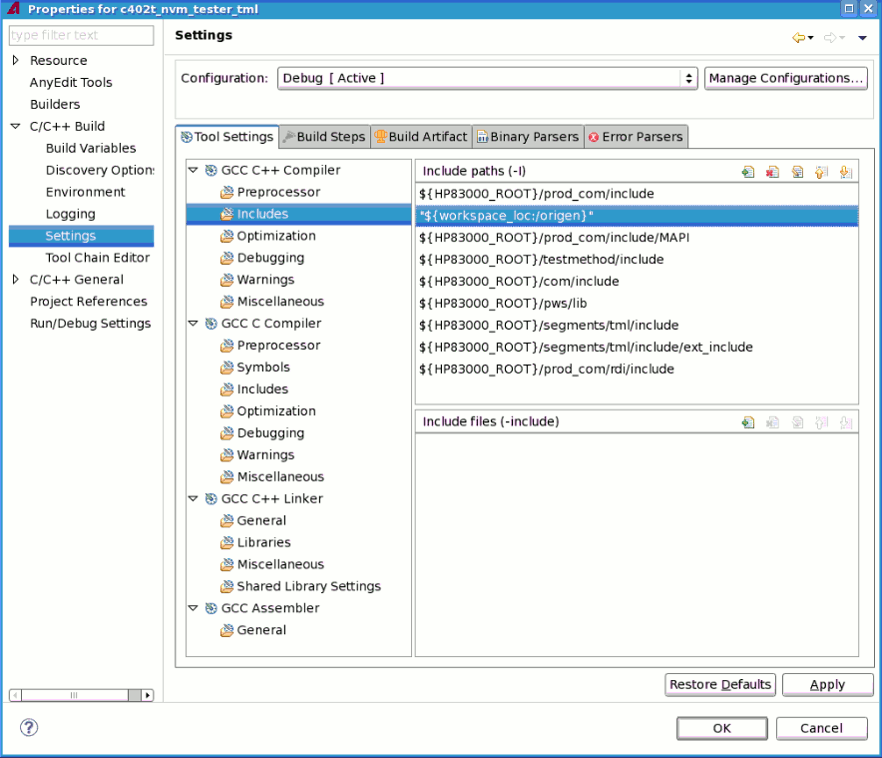 Properties for c402t_nvm_tester_tml
type filter text
Resource
AnyEdit Tools
Builders
C/C++ Build
Build Variables
Discovery Option
Environment
Logging
Settings
Tool Chain Editor
C/C++ General
Project References
Run/Debug Settings
Settings
Configuration:
Debug [ Active ]
Manage Configurations...
Tool Settings
Build Steps
Build Artifact
Binary Parsers
Error Parsers
GCC C++ Compiler
Preprocessor
Includes
Optimization
Debugging
Warnings
Miscellaneous
GCC C Compiler
Preprocessor
Symbols
Includes
Optimization
Debugging
Warnings
Miscellaneous
GCC C++ Linker
General
Libraries
Miscellaneous
Shared Library Settings
GCC Assembler
General
Include paths (-I)
${HP83000_ROOT}/prod_com/include
"${workspace_loc:/origen}"
${HP83000_ROOT}/prod_com/include/MAPI
${HP83000_ROOT}/testmethod/include
${HP83000_ROOT}/com/include
${HP83000_ROOT}/pws/lib
${HP83000_ROOT}/segments/tml/include
${HP83000_ROOT}/segments/tml/include/ext_include
${HP83000_ROOT}/prod_com/rdi/include
Include files (-include)
Restore Defaults
Apply
OK
Cancel